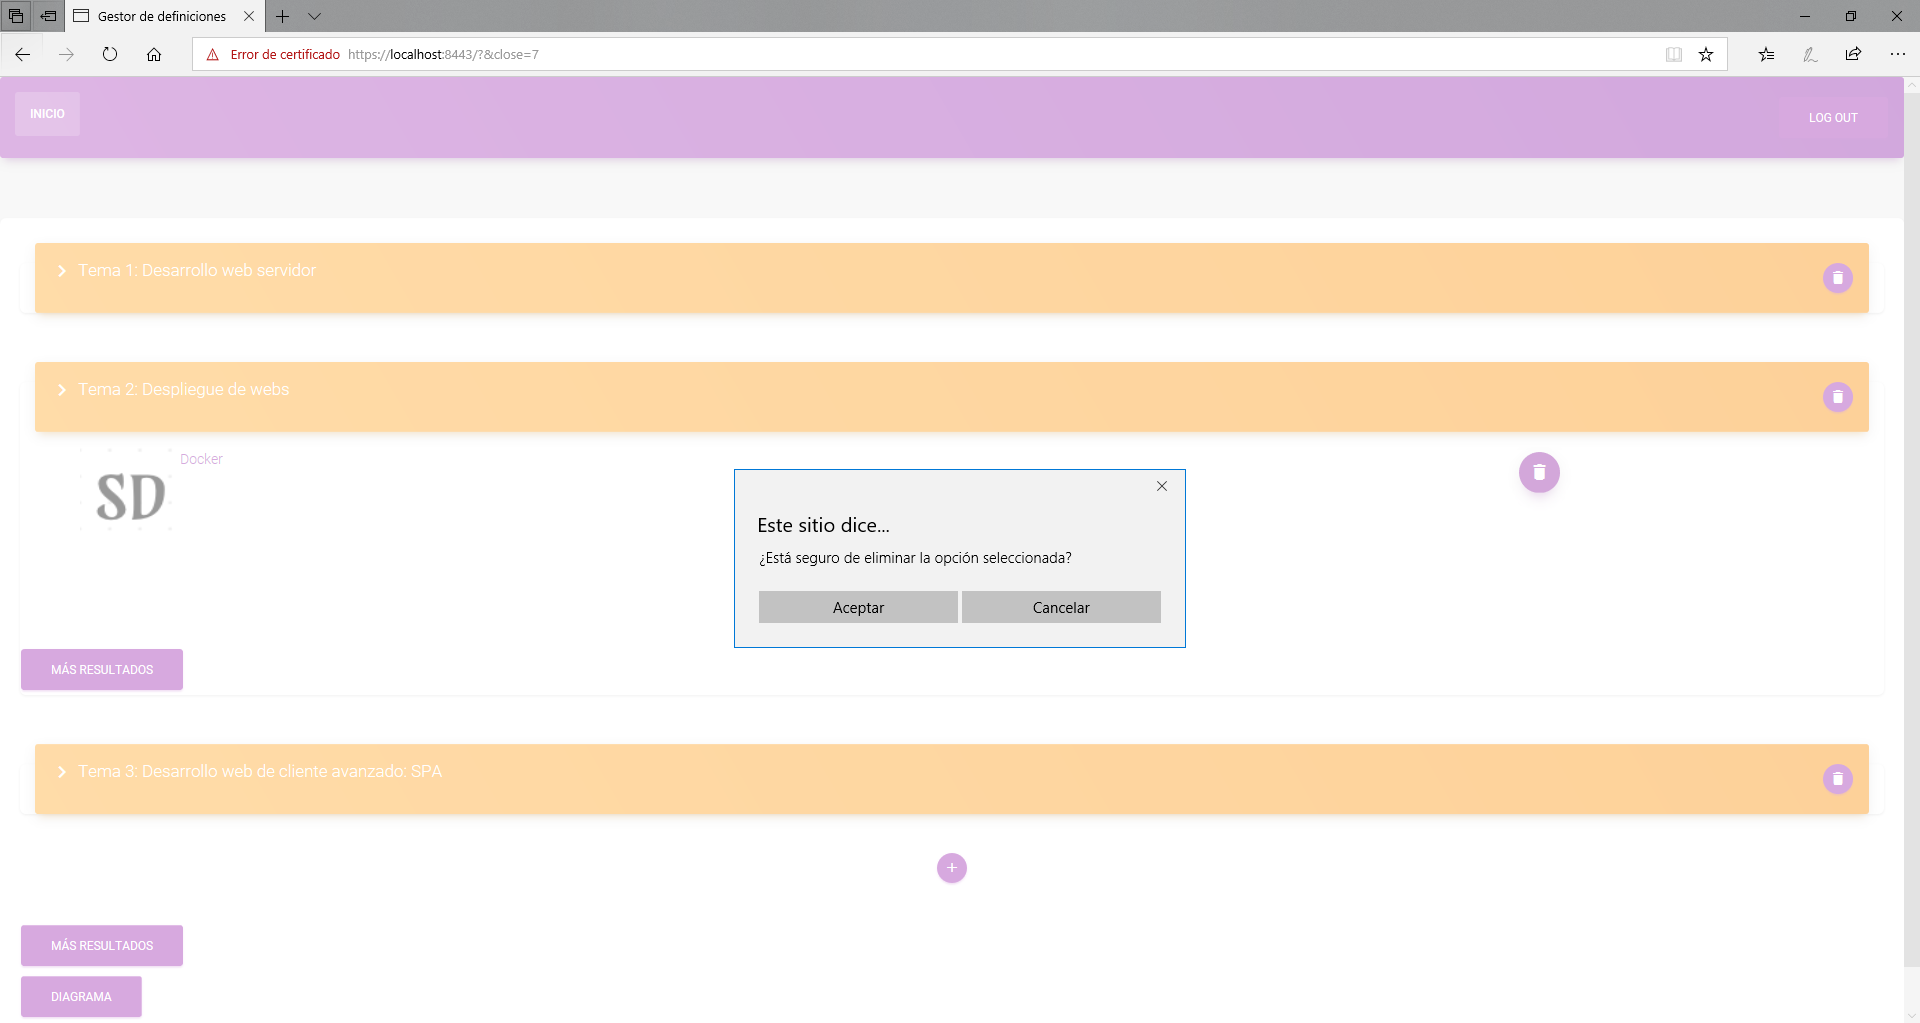 Gestor de definiciones
Error de certificado https://localhost:8443/?&close=7
INICIO
LOG OUT
Tema 1: Desarrollo web servidor
Tema 2: Despliegue de webs
Docker
SD
Este sitio dice...
¿Está seguro de eliminar la opción seleccionada?
Aceptar Cancelar
MÁS RESULTADOS
Tema 3: Desarrollo web de cliente avanzado: SPA
MÁS RESULTADOS
DIAGRAMA